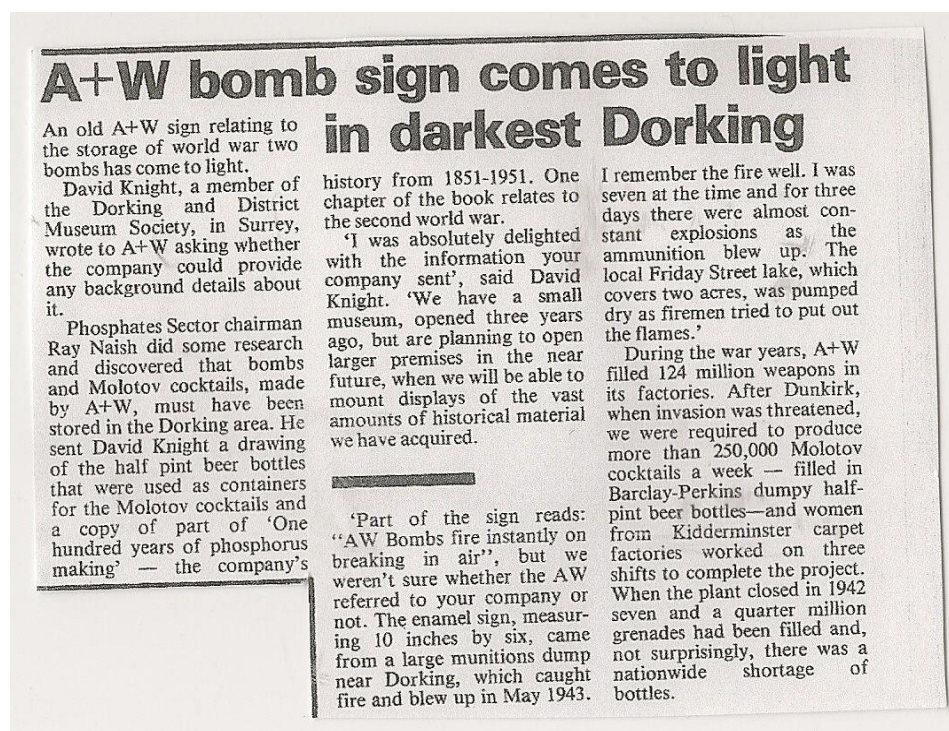 A+W bomb sign comes to light
in darkest Dorking
An old A+W sign relating to
the storage of world war two
bombs has come to light.
David Knight, a member of
the Dorking and District
Museum Society, in Surrey,
wrote to A+W asking whether
the company could provide
any background details about
it.
Phosphates Sector chairman
Ray Naish did some research
and discovered that bombs
and Molotov cocktails, made
by A+W, must have been
stored in the Dorking area. He
sent David Knight a drawing
of the half pint beer bottles
that were used as containers
for the Molotov cocktails and
a copy of part of 'One
hundred years of phosphorus
making' — the company's
history from 1851-1951. One
chapter of the book relates to
the second world war.
'I was absolutely delighted
with the information your
company sent', said David
Knight. 'We have a small
museum, opened three years
ago, but are planning to open
larger premises in the near
future, when we will be able to
mount displays of the vast
amounts of historical material
we have acquired.
'Part of the sign reads:
"AW Bombs fire instantly on
breaking in air", but we
weren't sure whether the AW
referred to your company or
not. The enamel sign, measur-
ing 10 inches by six, came
from a large munitions dump
near Dorking, which caught
fire and blew up in May 1943.
I remember the fire well. I was
seven at the time and for three
days there were almost con-
stant explosions as the
ammunition blew up. The
local Friday Street lake, which
covers two acres, was pumped
dry as firemen tried to put out
the flames.'
During the war years, A+W
filled 124 million weapons in
its factories. After Dunkirk,
when invasion was threatened,
we were required to produce
more than 250,000 Molotov
cocktails a week — filled in
Barclay-Perkins dumpy half-
pint beer bottles—and women
from Kidderminster carpet
factories worked on three
shifts to complete the project.
When the plant closed in 1942
seven and a quarter million
grenades had been filled and,
not surprisingly, there was a
nationwide shortage of
bottles.